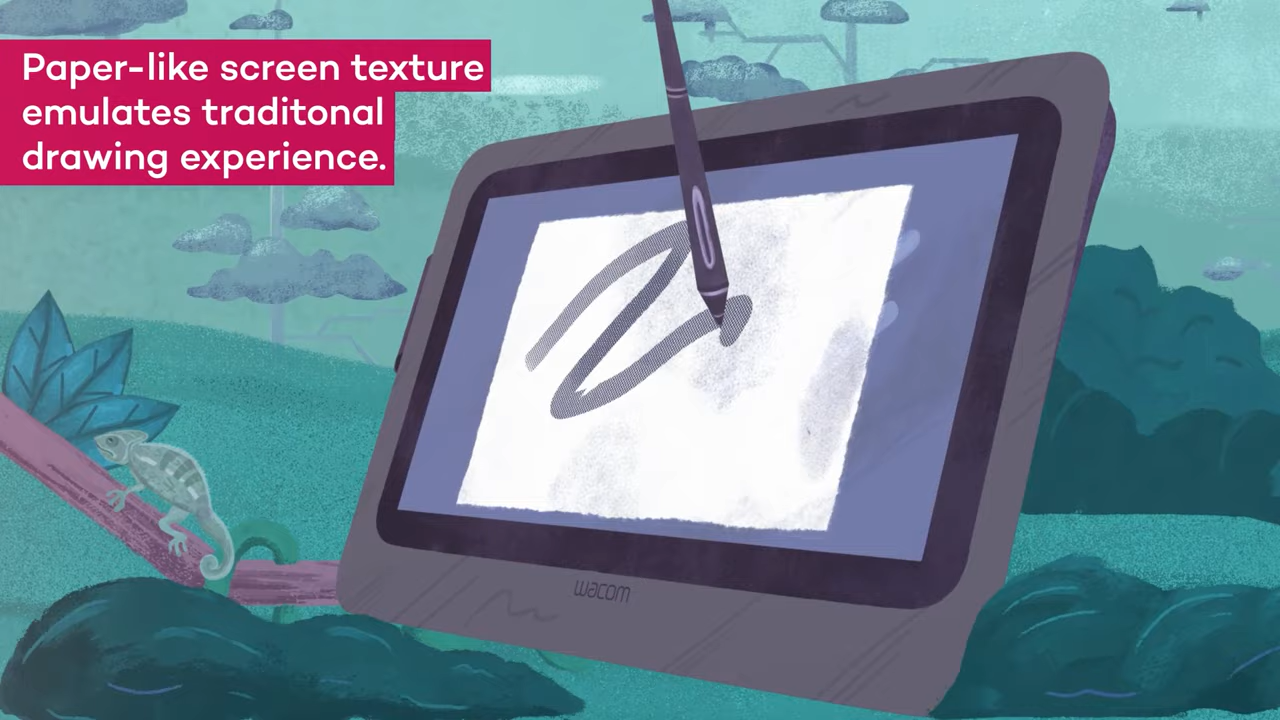 Paper-like screen texture
emulates traditonal
drawing experience.
wacom